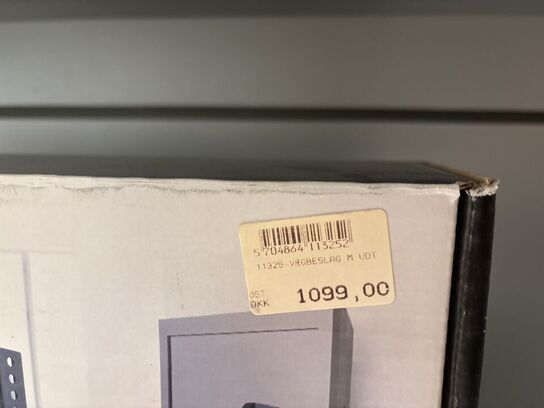 5 704864 113252
11325-VÆGBESLAG M UDT
DKK 1099,00